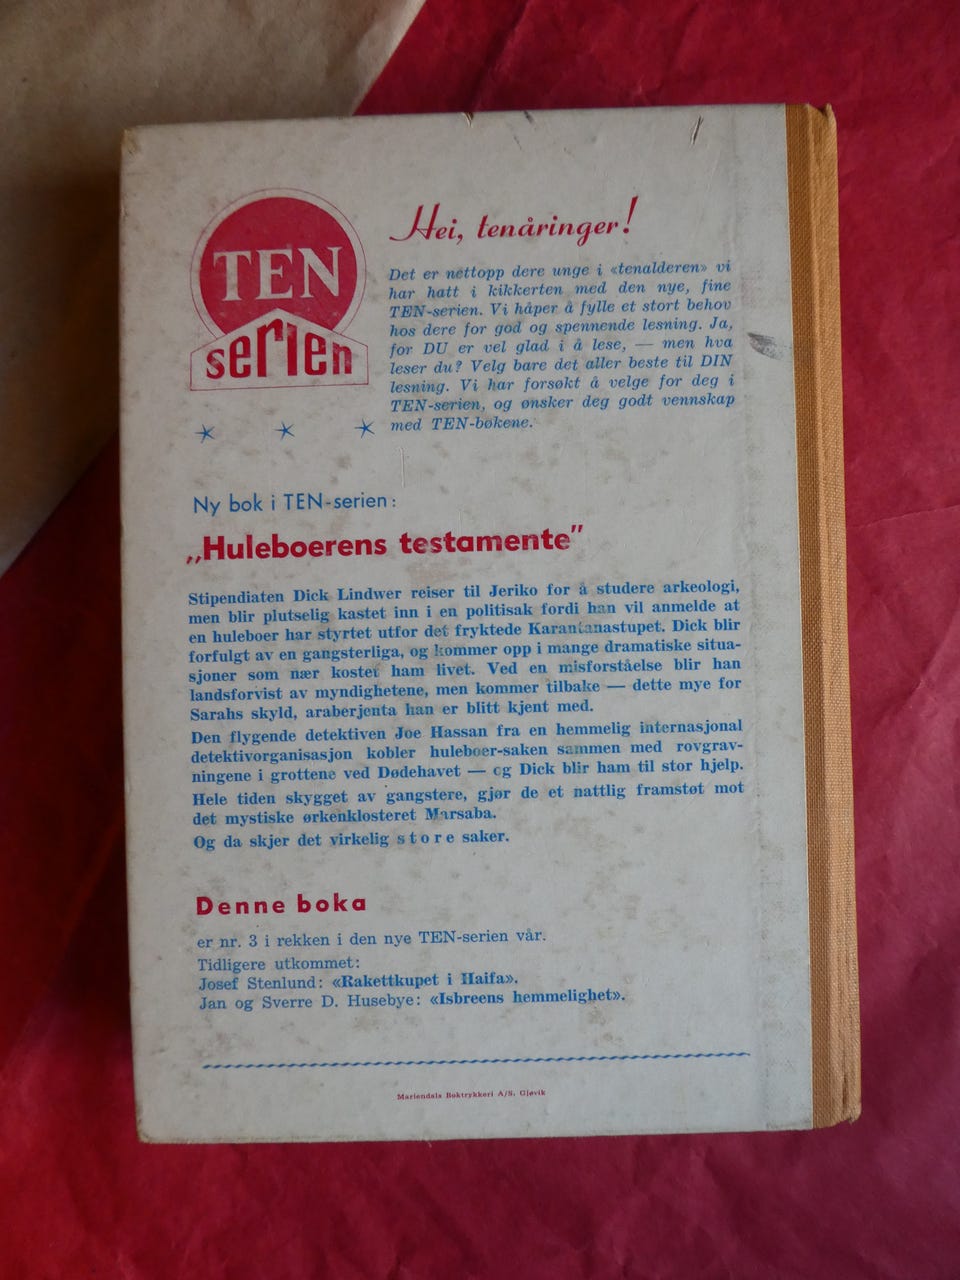 TEN
serien
Hei, tenåringer!
Det er nettopp dere unge i «tenalderen» vi
har hatt i kikkerten med den nye, fine
TEN-serien. Vi håper å fylle et stort behov
hos dere for god og spennende lesning. Ja,
for DU er vel glad i å lese, — men hva
leser du? Velg bare det aller beste til DIN
lesning. Vi har forsøkt å velge for deg i
TEN-serien, og ønsker deg godt vennskap
med TEN-bøkene.
Ny bok i TEN-serien:
„Huleboerens testamente"
Stipendiaten Dick Lindwer reiser til Jeriko for å studere arkeologi,
men blir plutselig kastet inn i en politisak fordi han vil anmelde at
en huleboer har styrtet utfor det fryktede Karantanastupet. Dick blir
forfulgt av en gangsterliga, og kommer opp i mange dramatiske situa-
sjoner som nær kostet ham livet. Ved en misforståelse blir han
landsforvist av myndighetene, men kommer tilbake — dette mye for
Sarahs skyld, araberjenta han er blitt kjent med.
Den flygende detektiven Joe Hassan fra en hemmelig internasjonal
detektivorganisasjon kobler huleboer-saken sammen med rovgrav-
ningene i grottene ved Dødehavet — og Dick blir ham til stor hjelp.
Hele tiden skygget av gangstere, gjør de et nattlig framstøt mot
det mystiske ørkenklosteret Marsaba.
Og da skjer det virkelig store saker.
Denne boka
er nr. 3 i rekken i den nye TEN-serien vår.
Tidligere utkommet:
Josef Stenlund: «Rakettkupet i Haifa».
Jan og Sverre D. Husebye: «Isbreens hemmelighet».
Mariendals Boktrykkeri A/S, Gjøvik